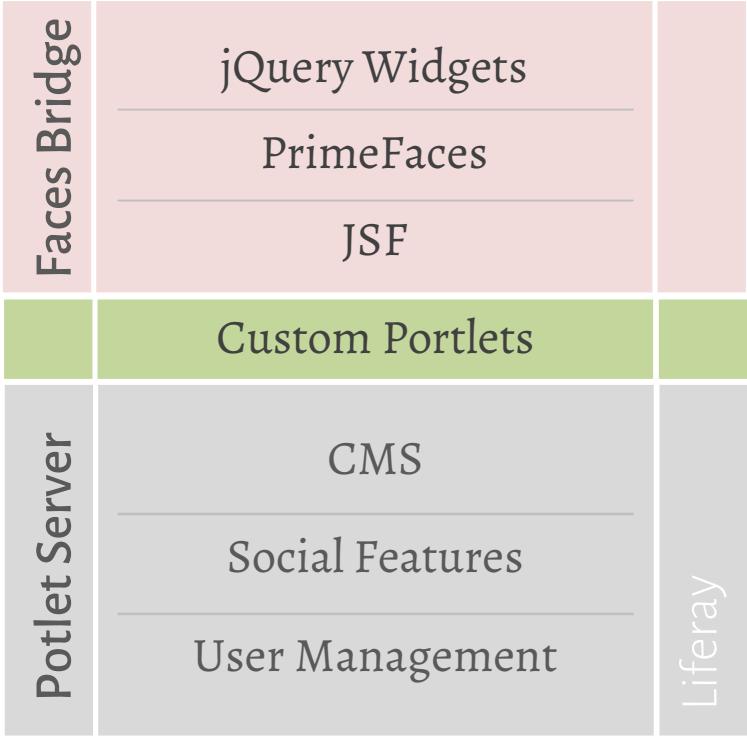 Faces Bridge
jQuery Widgets
PrimeFaces
JSF
Custom Portlets
Potlet Server
CMS
Social Features
User Management
Liferay